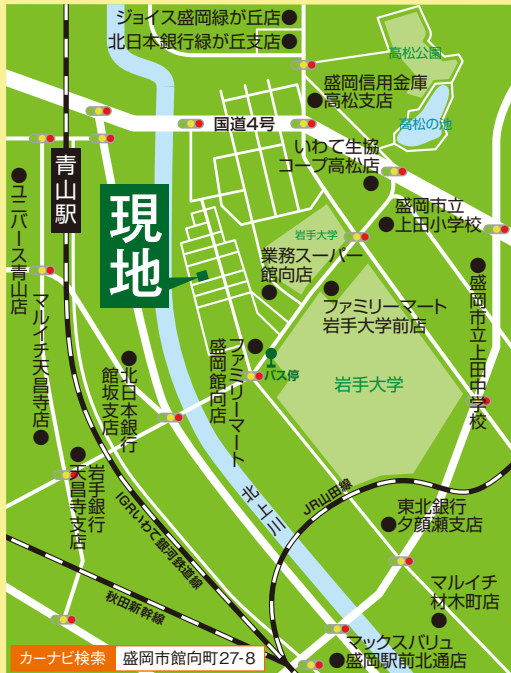 ジョイス盛岡緑が丘店
北日本銀行緑が丘支店
高松公園
盛岡信用金庫
高松支店
高松の池
国道4号
いわて生協
コープ高松店
青山駅
ユニバース青山店
現地
盛岡市立
上田小学校
岩手大学
業務スーパー
館向店
ファミリーマート
岩手大学前店
盛岡市立上田中学校
マルイチ天昌寺店
ファミリーマート
盛岡館向店
バス停
岩手大学
北日本銀行
館坂支店
岩手銀行
天昌寺支店
IGRいわて銀河鉄道線
北上川
JR山田線
東北銀行
夕顔瀬支店
秋田新幹線
マルイチ
材木町店
マックスバリュ
盛岡駅前北通店
カーナビ検索 盛岡市館向町27-8